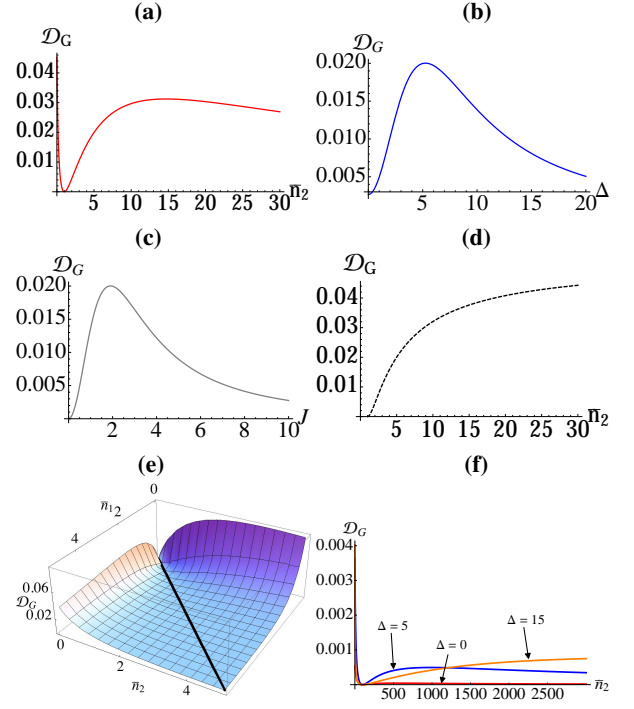 (a)
𝒟G
0.04
0.03
0.02
0.01
5 10 15 20 25 30 n̄2
(b)
𝒟G
0.020
0.015
0.010
0.005
0 5 10 15 20 Δ
(c)
𝒟G
0.020
0.015
0.010
0.005
2 4 6 8 10 J
(d)
𝒟G
0.04
0.03
0.02
0.01
5 10 15 20 25 30 n̄2
(e)
0
n̄1 2
4
0.06
𝒟G
0.02
0
2
n̄2
4
(f)
𝒟G
0.004
0.003
0.002
0.001
Δ = 5
Δ = 0
Δ = 15
500 1000 1500 2000 2500 n̄2